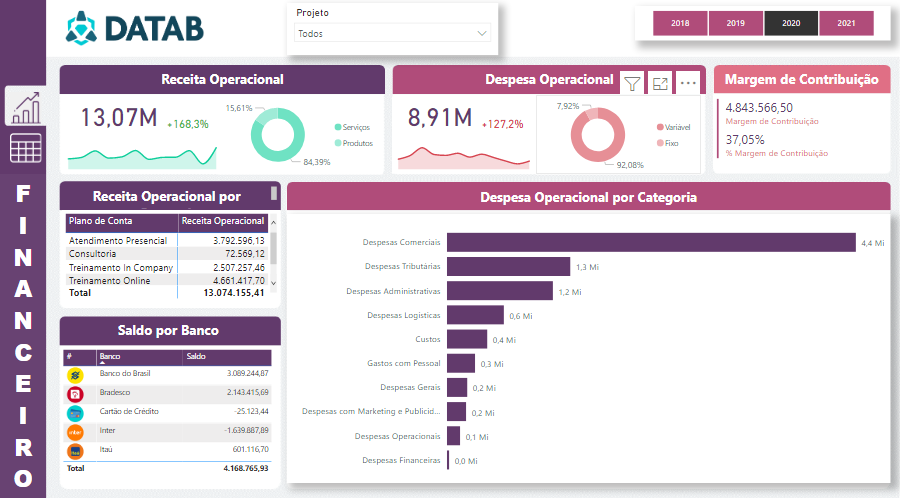 DATAB
Projeto
Todos
2018 2019 2020 2021
FINANCEIRO
Receita Operacional
13,07M
+168,3%
15,61%
84,39%
Serviços
Produtos
Despesa Operacional
8,91M
+127,2%
7,92%
92,08%
Variável
Fixo
Margem de Contribuição
4.843.566,50
Margem de Contribuição
37,05%
% Margem de Contribuição
Receita Operacional por
Plano de Conta Receita Operacional
Atendimento Presencial 3.792.596,13
Consultoria 72.569,12
Treinamento In Company 2.507.257,46
Treinamento Online 4.661.417,70
Total 13.074.155,41
Saldo por Banco
# Banco Saldo
Banco do Brasil 3.089.244,87
Bradesco 2.143.415,69
Cartão de Crédito -25.123,44
inter Inter -1.639.887,89
Itaú 601.116,70
Total 4.168.765,93
Despesa Operacional por Categoria
Despesas Comerciais 4,4 Mi
Despesas Tributárias 1,3 Mi
Despesas Administrativas 1,2 Mi
Despesas Logísticas 0,6 Mi
Custos 0,4 Mi
Gastos com Pessoal 0,3 Mi
Despesas Gerais 0,2 Mi
Despesas com Marketing e Publicid... 0,2 Mi
Despesas Operacionais 0,1 Mi
Despesas Financeiras 0,0 Mi